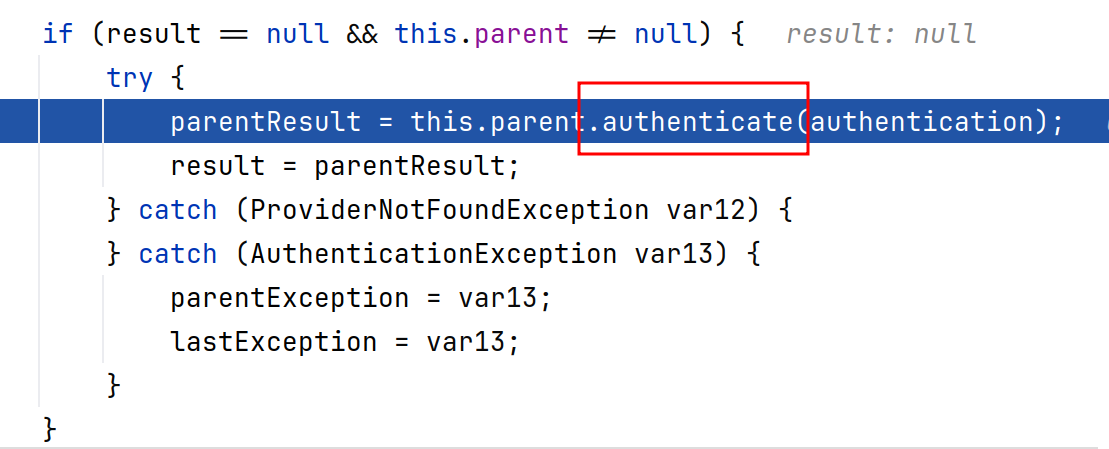 if (result == null && this.parent != null) {   result: null
    try {
        parentResult = this.parent.authenticate(authentication);
        result = parentResult;
    } catch (ProviderNotFoundException var12) {
    } catch (AuthenticationException var13) {
        parentException = var13;
        lastException = var13;
    }
}